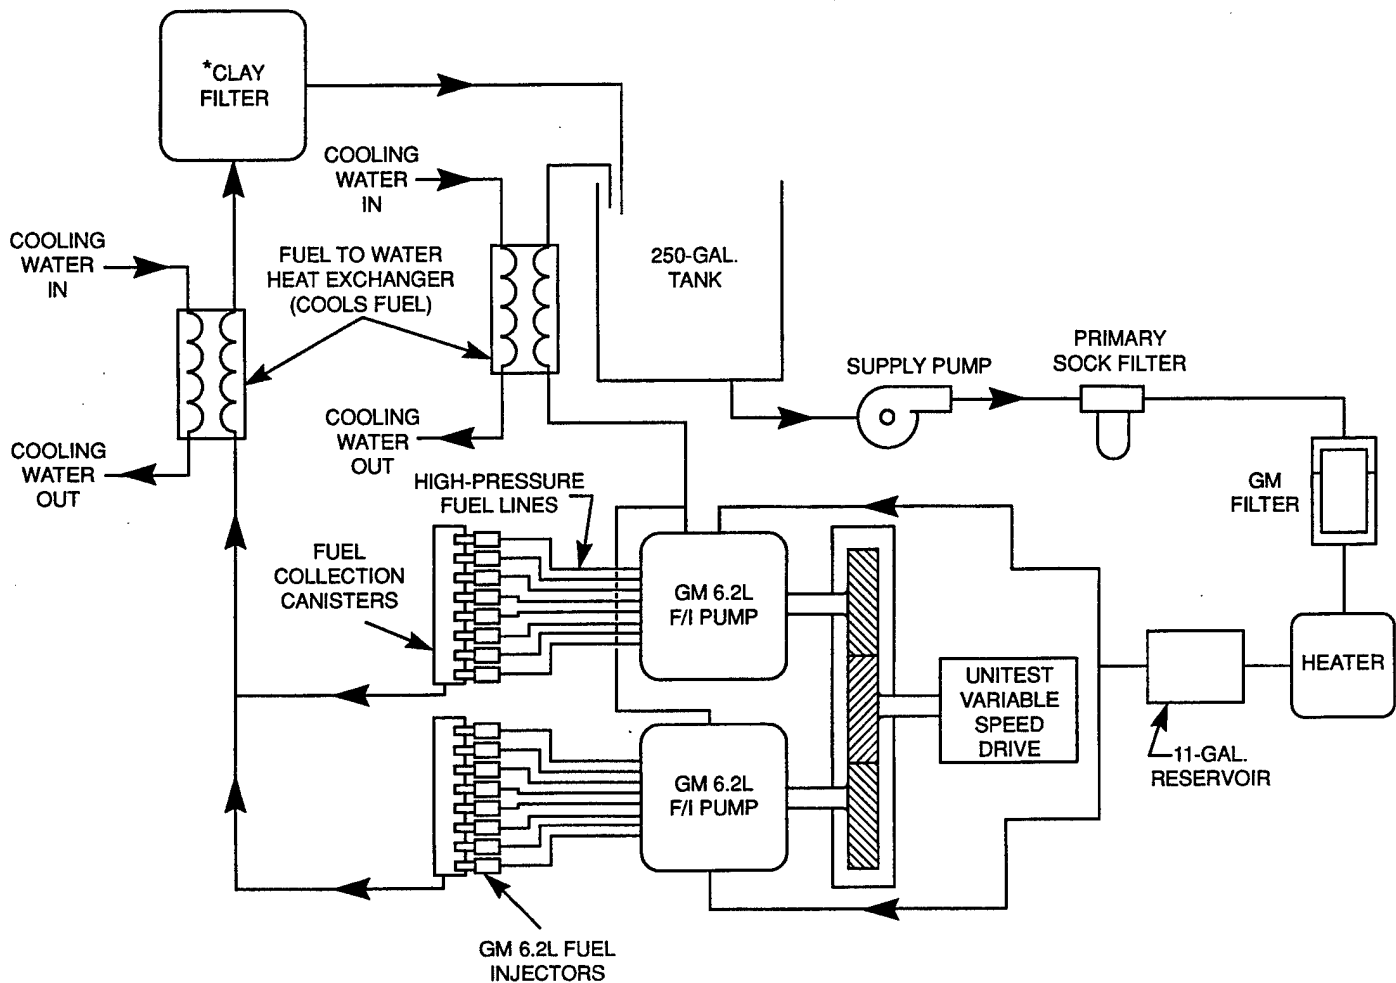 *CLAY
FILTER
COOLING
WATER
IN
COOLING
WATER
IN
FUEL TO WATER
HEAT EXCHANGER
(COOLS FUEL)
250-GAL.
TANK
SUPPLY PUMP
PRIMARY
SOCK FILTER
COOLING
WATER
OUT
COOLING
WATER
OUT
HIGH-PRESSURE
FUEL LINES
GM
FILTER
FUEL
COLLECTION
CANISTERS
GM 6.2L
F/I PUMP
UNITEST
VARIABLE
SPEED
DRIVE
HEATER
11-GAL.
RESERVOIR
GM 6.2L
F/I PUMP
GM 6.2L FUEL
INJECTORS